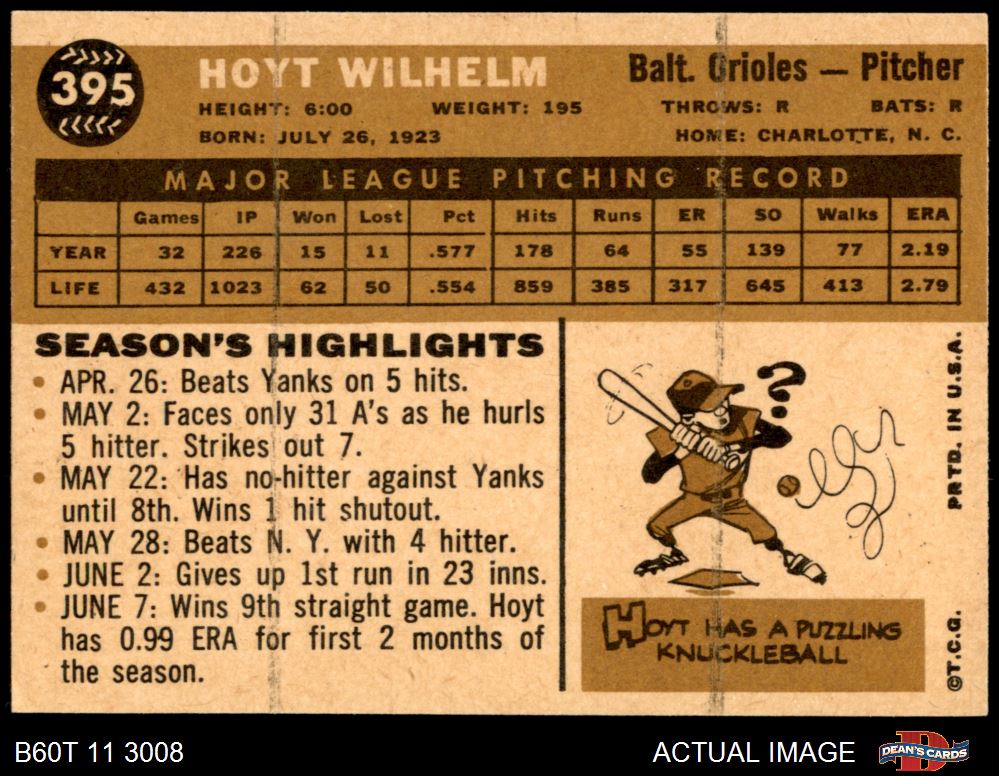 395
HOYT WILHELM
Balt. Orioles — Pitcher
HEIGHT: 6:00 WEIGHT: 195 THROWS: R BATS: R
BORN: JULY 26, 1923 HOME: CHARLOTTE, N. C.
MAJOR LEAGUE PITCHING RECORD
Games IP Won Lost Pct Hits Runs ER SO Walks ERA
YEAR 32 226 15 11 .577 178 64 55 139 77 2.19
LIFE 432 1023 62 50 .554 859 385 317 645 413 2.79
SEASON'S HIGHLIGHTS
• APR. 26: Beats Yanks on 5 hits.
• MAY 2: Faces only 31 A's as he hurls
5 hitter. Strikes out 7.
• MAY 22: Has no-hitter against Yanks
until 8th. Wins 1 hit shutout.
• MAY 28: Beats N. Y. with 4 hitter.
• JUNE 2: Gives up 1st run in 23 inns.
• JUNE 7: Wins 9th straight game. Hoyt
has 0.99 ERA for first 2 months of
the season.
?
HOYT HAS A PUZZLING
KNUCKLEBALL
©T.C.G. PRTD. IN U.S.A.
B60T 11 3008 ACTUAL IMAGE DEAN'S CARDS